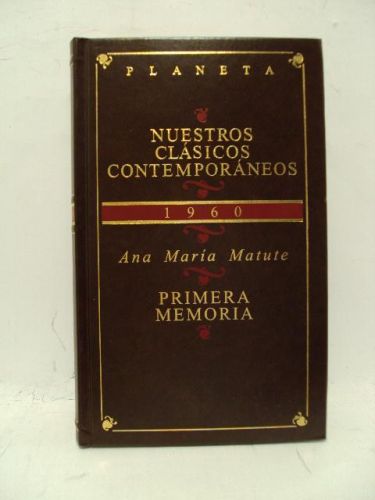 PLANETA
NUESTROS
CLÁSICOS
CONTEMPORÁNEOS
1960
Ana María Matute
PRIMERA
MEMORIA